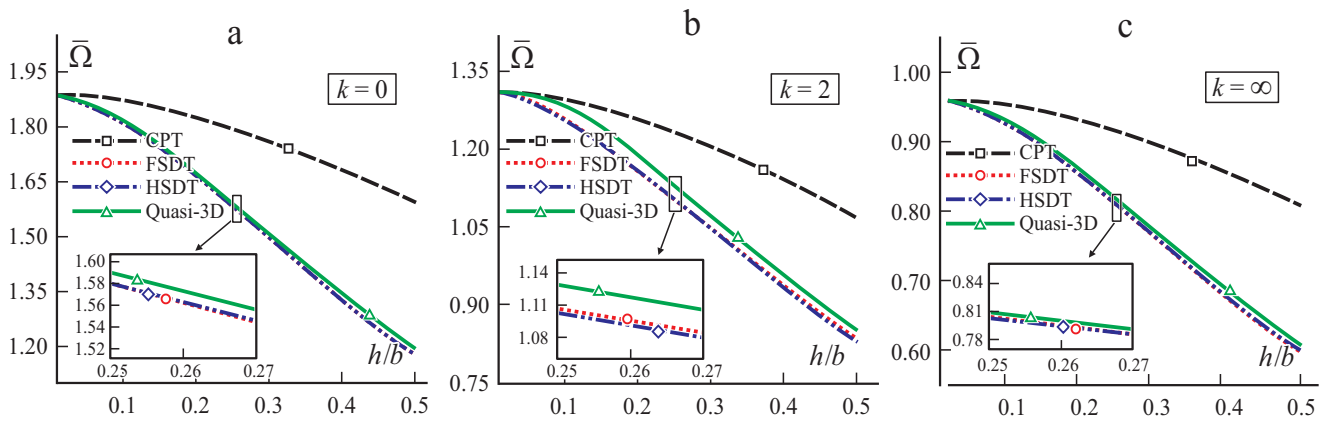 a
Ω̄
k = 0
1.95
1.80
1.65
1.50
1.35
1.20
CPT
FSDT
HSDT
Quasi-3D
1.60
1.58
1.56
1.54
1.52
0.25
0.26
0.27
h/b
0.1
0.2
0.3
0.4
0.5
b
Ω̄
k = 2
1.35
1.20
1.05
0.90
0.75
CPT
FSDT
HSDT
Quasi-3D
1.14
1.11
1.08
0.25
0.26
0.27
h/b
0.1
0.2
0.3
0.4
0.5
c
Ω̄
k = ∞
1.00
0.90
0.80
0.70
0.60
CPT
FSDT
HSDT
Quasi-3D
0.84
0.81
0.78
0.25
0.26
0.27
h/b
0.1
0.2
0.3
0.4
0.5